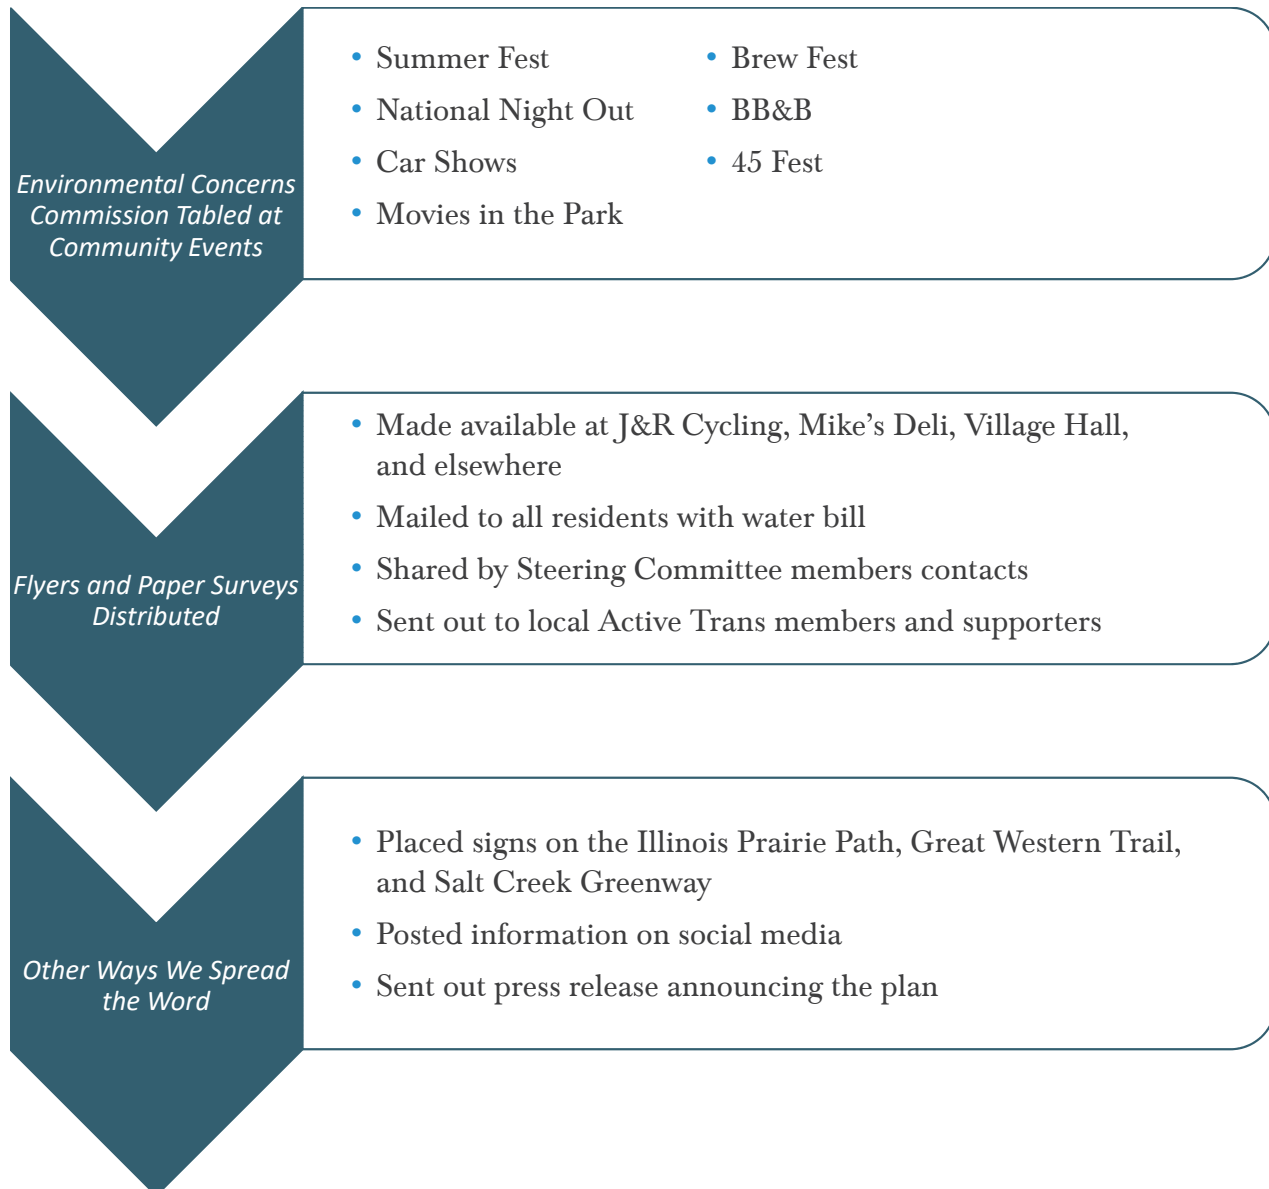 Environmental Concerns
Commission Tabled at
Community Events
• Summer Fest
• National Night Out
• Car Shows
• Movies in the Park
• Brew Fest
• BB&B
• 45 Fest
Flyers and Paper Surveys
Distributed
• Made available at J&R Cycling, Mike’s Deli, Village Hall,
and elsewhere
• Mailed to all residents with water bill
• Shared by Steering Committee members contacts
• Sent out to local Active Trans members and supporters
Other Ways We Spread
the Word
• Placed signs on the Illinois Prairie Path, Great Western Trail,
and Salt Creek Greenway
• Posted information on social media
• Sent out press release announcing the plan